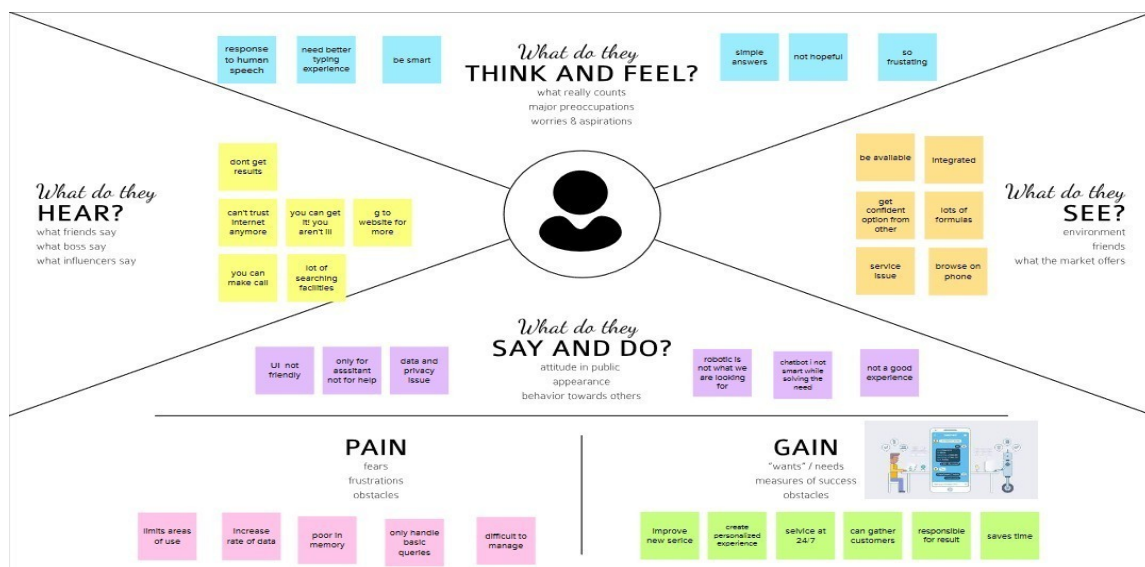 What do they
THINK AND FEEL?
what really counts
major preoccupations
worries & aspirations
response
to human
speech
need better
typing
experience
be smart
simple
answers
not hopeful
so
frustating
What do they
HEAR?
what friends say
what boss say
what influencers say
dont get
results
can't trust
internet
anymore
you can get
it! you
aren't ill
g to
website for
more
you can
make call
lot of
searching
facilities
What do they
SEE?
environment
friends
what the market offers
be available
Integrated
get
confident
option from
other
lots of
formulas
service
issue
browse on
phone
What do they
SAY AND DO?
attitude in public
appearance
behavior towards others
UI not
friendly
only for
asssitant
not for help
data and
privacy
issue
robotic is
not what we
are looking
for
chatbot i not
smart while
solving the
need
not a good
experience
PAIN
fears
frustrations
obstacles
limits areas
of use
increase
rate of data
poor in
memory
only handle
basic
queries
difficult to
manage
GAIN
"wants" / needs
measures of success
obstacles
improve
new serice
create
personalized
experience
selvice at
24/7
can gather
customers
responsible
for result
saves time